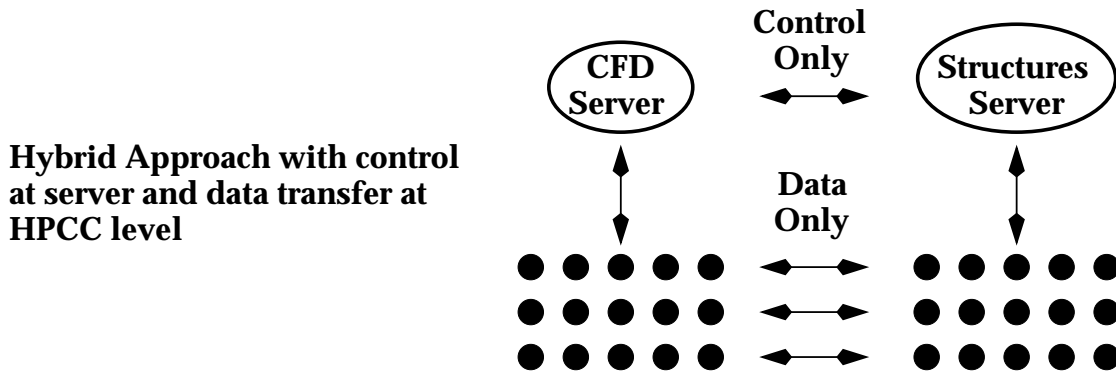 Hybrid Approach with control
at server and data transfer at
HPCC level
CFD
Server
Control
Only
Structures
Server
Data
Only